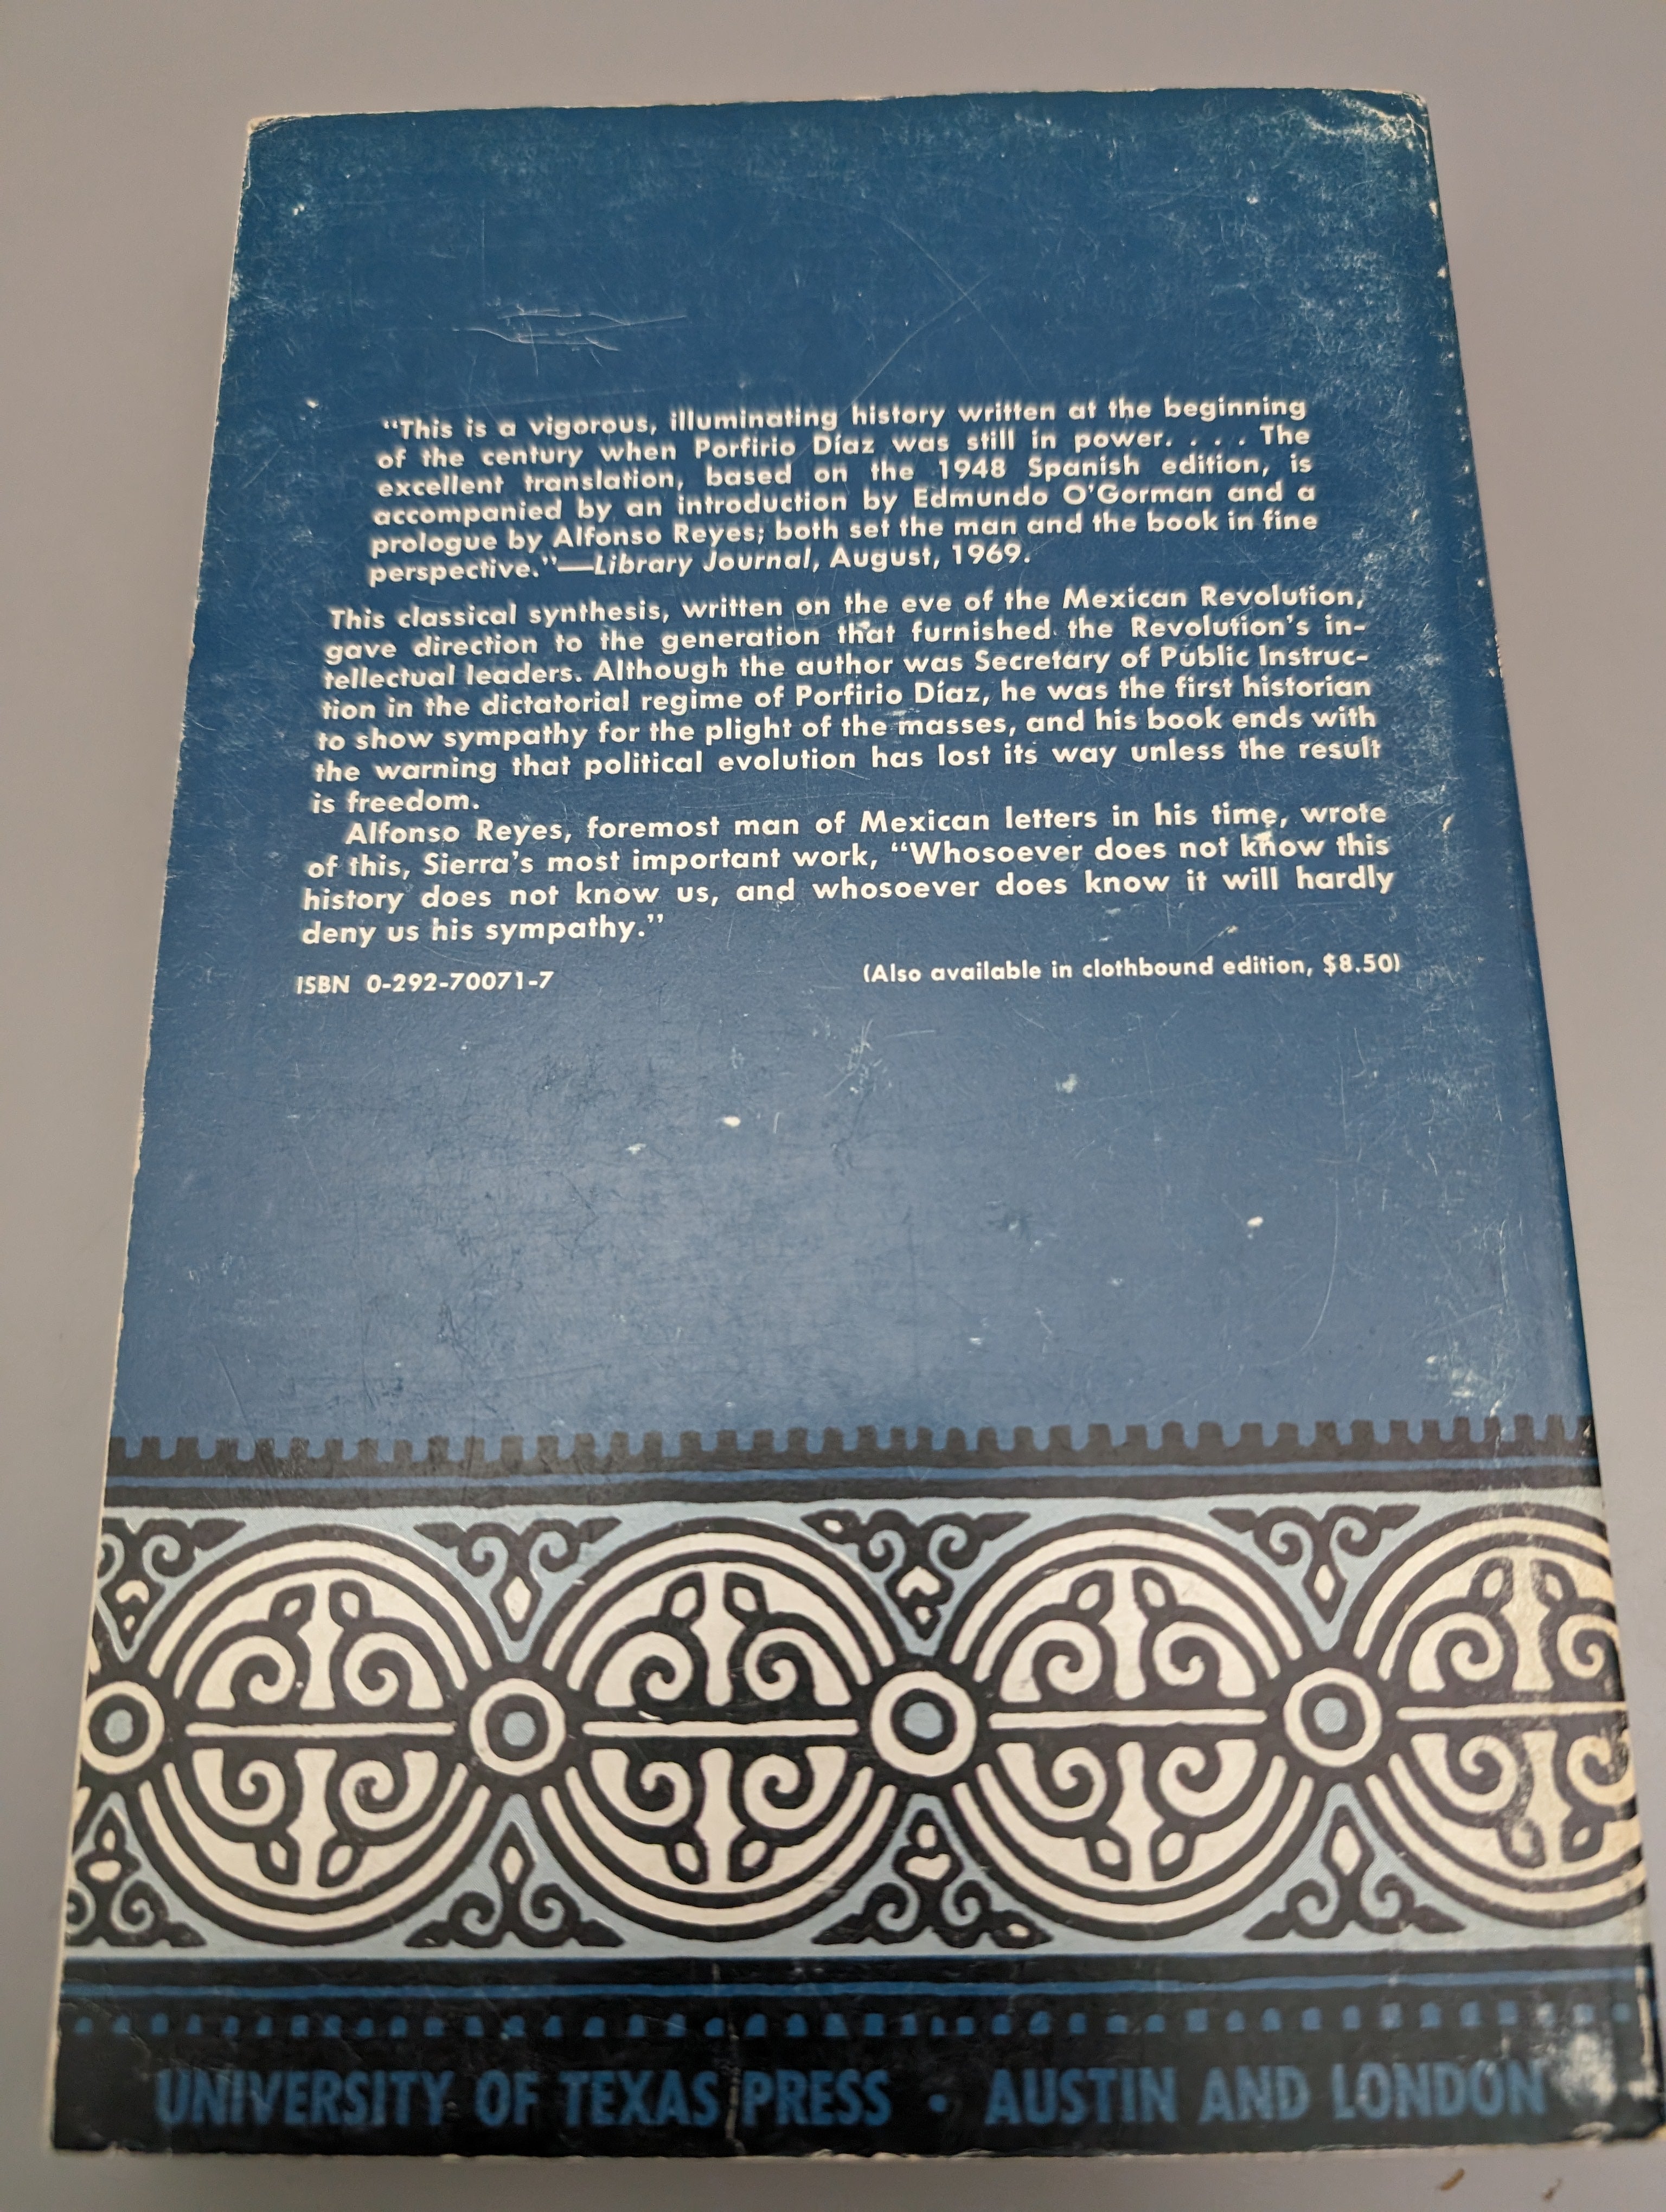 “This is a vigorous, illuminating history written at the beginning
of the century when Porfirio Díaz was still in power. . . . The
excellent translation, based on the 1948 Spanish edition, is
accompanied by an introduction by Edmundo O’Gorman and a
prologue by Alfonso Reyes; both set the man and the book in fine
perspective.”—Library Journal, August, 1969.
This classical synthesis, written on the eve of the Mexican Revolution,
gave direction to the generation that furnished the Revolution’s in-
tellectual leaders. Although the author was Secretary of Public Instruc-
tion in the dictatorial regime of Porfirio Díaz, he was the first historian
to show sympathy for the plight of the masses, and his book ends with
the warning that political evolution has lost its way unless the result
is freedom.
Alfonso Reyes, foremost man of Mexican letters in his time, wrote
of this, Sierra’s most important work, “Whosoever does not know this
history does not know us, and whosoever does know it will hardly
deny us his sympathy.”
ISBN 0-292-70071-7 (Also available in clothbound edition, $8.50)
UNIVERSITY OF TEXAS PRESS • AUSTIN AND LONDON